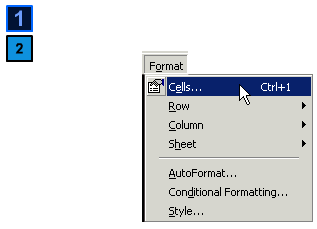 1
2
Format
Cells... Ctrl+1
Row
Column
Sheet
AutoFormat...
Conditional Formatting...
Style...